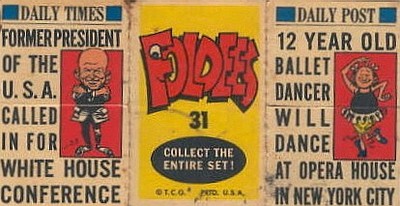 DAILY TIMES
FORMER PRESIDENT
OF THE
U.S.A.
CALLED
IN FOR
WHITE HOUSE
CONFERENCE
FOLDEES
31
COLLECT THE
ENTIRE SET!
© T.C.G.® PRTD. U.S.A.
DAILY POST
12 YEAR OLD
BALLET
DANCER
WILL
DANCE
AT OPERA HOUSE
IN NEW YORK CITY